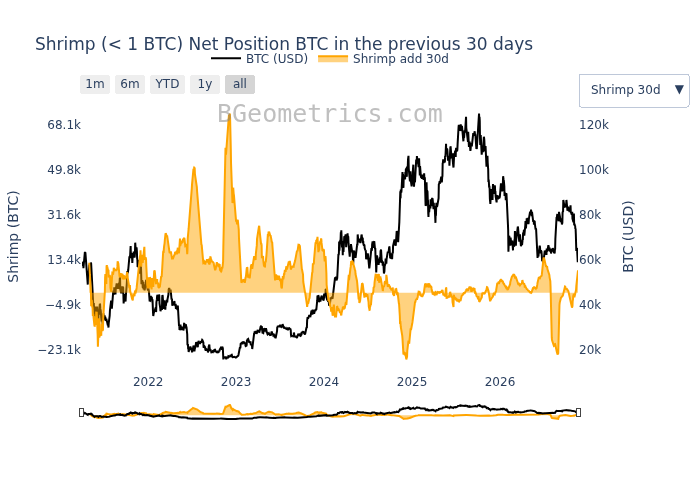 Shrimp (< 1 BTC) Net Position BTC in the previous 30 days
BTC (USD) Shrimp add 30d
1m 6m YTD 1y all
Shrimp 30d ▼
BGeometrics.com
68.1k 120k
49.8k 100k
31.6k 80k
13.4k 60k
−4.9k 40k
−23.1k 20k
Shrimp (BTC)
BTC (USD)
2022 2023 2024 2025 2026